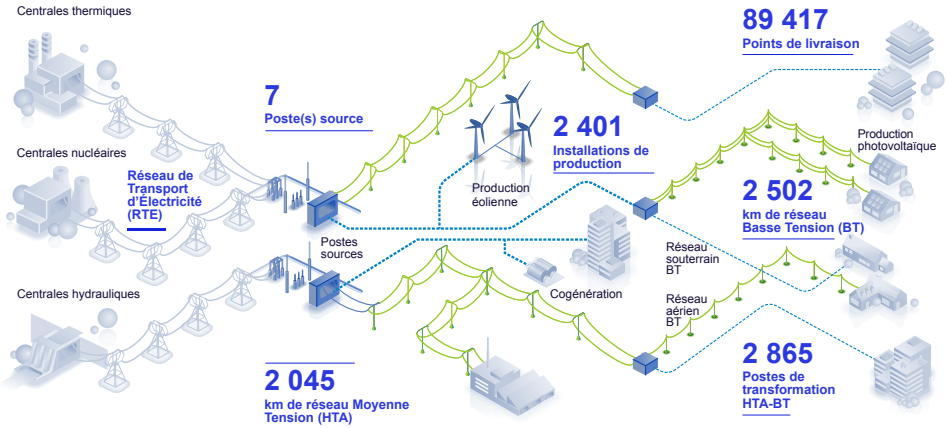 Centrales thermiques
89 417
Points de livraison
7
Poste(s) source
2 401
Installations de
production
Production
photovoltaïque
Centrales nucléaires
Réseau de
Transport
d'Électricité
(RTE)
Production
éolienne
2 502
km de réseau
Basse Tension (BT)
Postes
sources
Réseau
souterrain
BT
Centrales hydrauliques
Cogénération
Réseau
aérien
BT
2 045
km de réseau Moyenne
Tension (HTA)
2 865
Postes de
transformation
HTA-BT